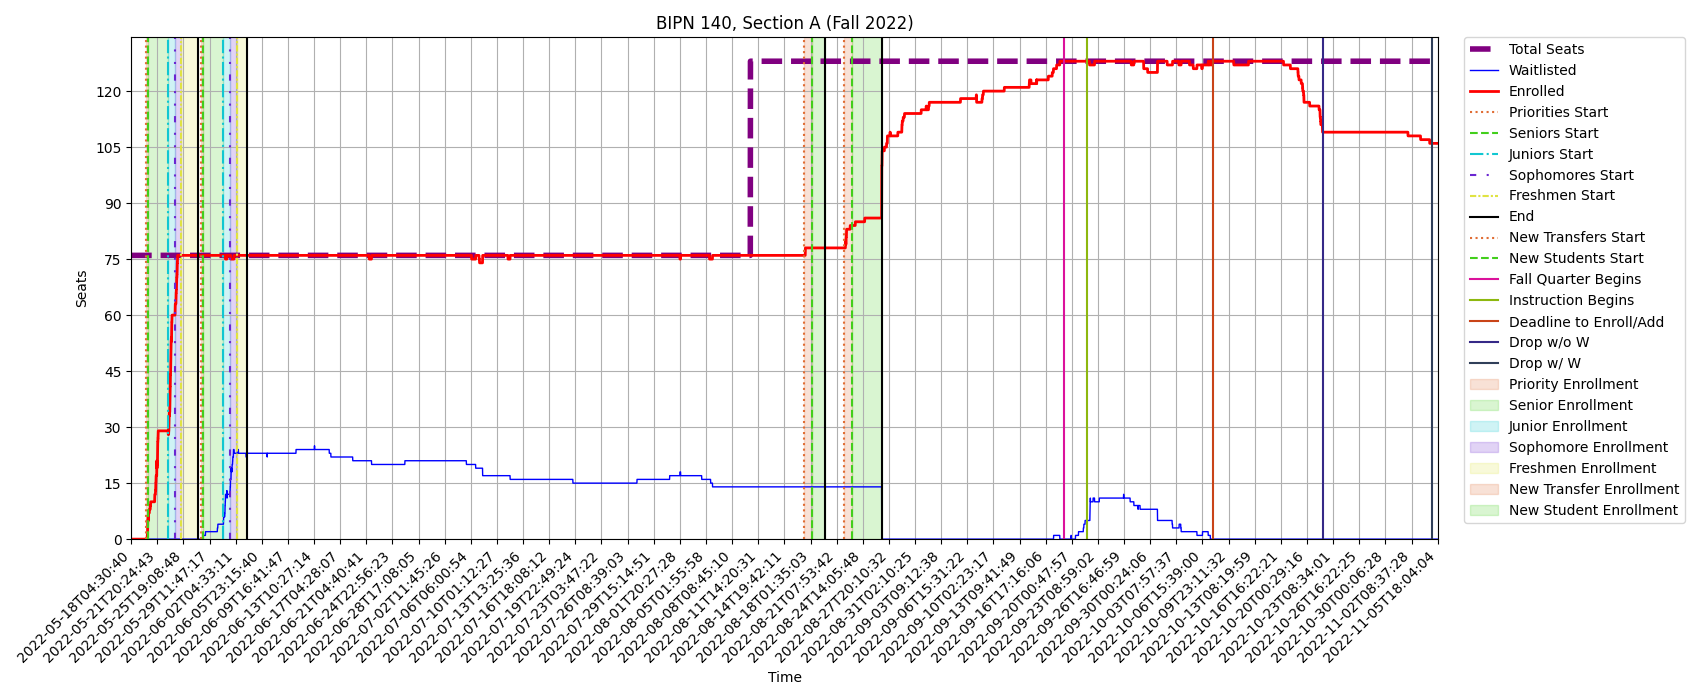 BIPN 140, Section A (Fall 2022)
Seats
120
105
90
75
60
45
30
15
0
2022-05-18T04:30:40
2022-05-21T20:24:43
2022-05-25T19:08:48
2022-05-29T11:47:17
2022-06-02T04:33:11
2022-06-05T23:15:40
2022-06-09T16:41:47
2022-06-13T10:27:14
2022-06-17T04:28:07
2022-06-21T04:40:41
2022-06-24T22:56:23
2022-06-28T17:08:05
2022-07-02T11:45:26
2022-07-06T06:00:54
2022-07-10T01:12:27
2022-07-13T13:25:36
2022-07-16T18:08:12
2022-07-19T22:49:24
2022-07-23T03:47:22
2022-07-26T08:39:03
2022-07-29T15:14:51
2022-08-01T20:27:28
2022-08-05T01:55:58
2022-08-08T08:45:10
2022-08-11T14:20:31
2022-08-14T19:42:11
2022-08-18T01:35:03
2022-08-21T07:53:42
2022-08-24T14:05:48
2022-08-27T20:10:32
2022-08-31T02:10:25
2022-09-03T09:12:38
2022-09-06T15:31:22
2022-09-10T02:23:17
2022-09-13T09:41:49
2022-09-16T17:16:06
2022-09-20T00:47:57
2022-09-23T08:59:02
2022-09-26T16:46:59
2022-09-30T00:24:06
2022-10-03T07:57:37
2022-10-06T15:39:00
2022-10-09T23:11:32
2022-10-13T08:19:59
2022-10-16T16:22:21
2022-10-20T00:29:16
2022-10-23T08:34:01
2022-10-26T16:22:25
2022-10-30T00:06:28
2022-11-02T08:37:28
2022-11-05T18:04:04
Time
Total Seats
Waitlisted
Enrolled
Priorities Start
Seniors Start
Juniors Start
Sophomores Start
Freshmen Start
End
New Transfers Start
New Students Start
Fall Quarter Begins
Instruction Begins
Deadline to Enroll/Add
Drop w/o W
Drop w/ W
Priority Enrollment
Senior Enrollment
Junior Enrollment
Sophomore Enrollment
Freshmen Enrollment
New Transfer Enrollment
New Student Enrollment